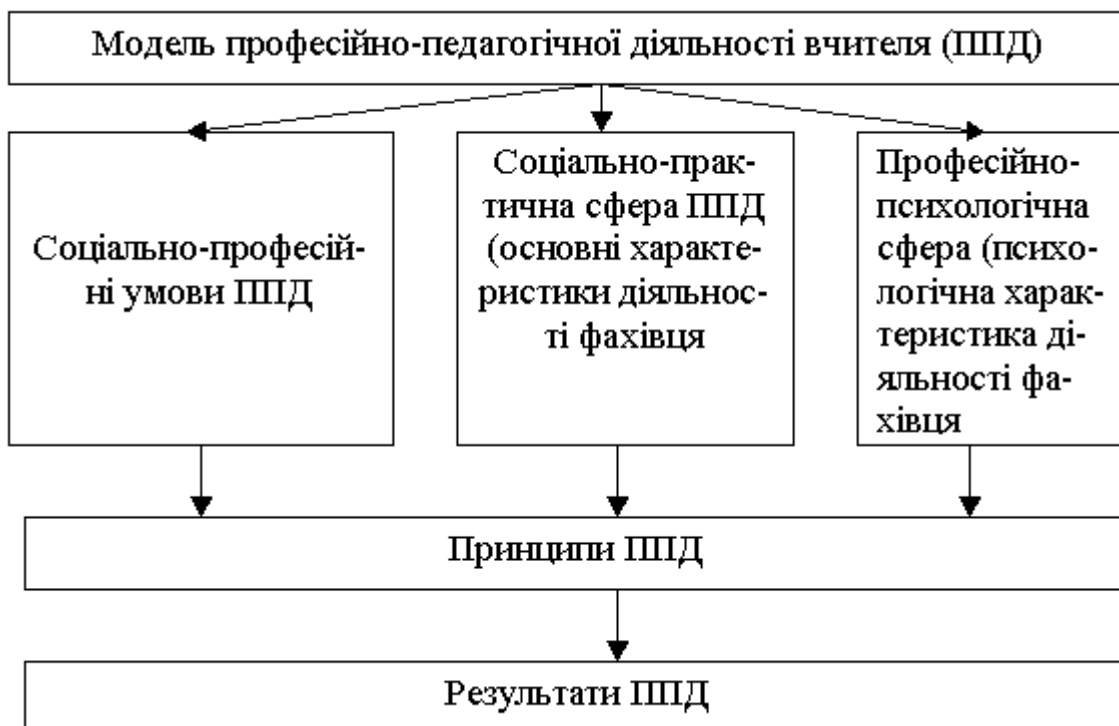 Модель професійно-педагогічної діяльності вчителя (ППД)
Соціально-професій-
ні умови ППД
Соціально-прак-
тична сфера ППД
(основні характе-
ристики діяльнос-
ті фахівця
Професійно-
психологічна
сфера (психо-
логічна харак-
теристика ді-
яльності фа-
хівця
Принципи ППД
Результати ППД